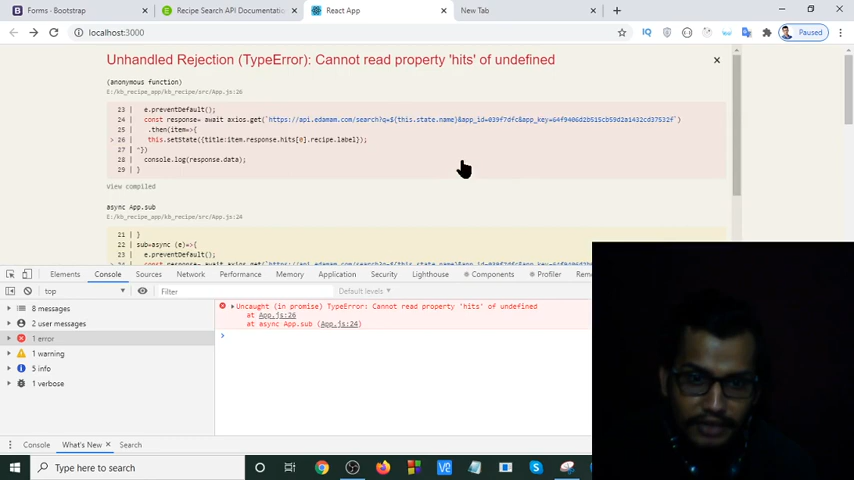 Forms - Bootstrap
Recipe Search API Documentatio
React App
New Tab
localhost:3000
Paused
Unhandled Rejection (TypeError): Cannot read property 'hits' of undefined
(anonymous function)
E:/kb_recipe_app/kb_recipe/src/App.js:26
23 | e.preventDefault();
24 | const response= await axios.get(`https://api.edamam.com/search?q=${this.state.name}&app_id=039f7dfc&app_key=64f9406d2b515cb59d2a1432cd37532f`)
25 | .then(item=>{
> 26 | this.setState({title:item.response.hits[0].recipe.label});
27 | ^})
28 | console.log(response.data);
29 | }
View compiled
async App.sub
E:/kb_recipe_app/kb_recipe/src/App.js:24
21 | }
22 | sub=async (e)=>{
23 | e.preventDefault();
Elements
Console
Sources
Network
Performance
Memory
Application
Security
Lighthouse
Components
Profiler
top
Filter
Default levels
8 messages
2 user messages
1 error
1 warning
5 info
1 verbose
Uncaught (in promise) TypeError: Cannot read property 'hits' of undefined
at App.js:26
at async App.sub (App.js:24)
Console
What's New
Search
Type here to search